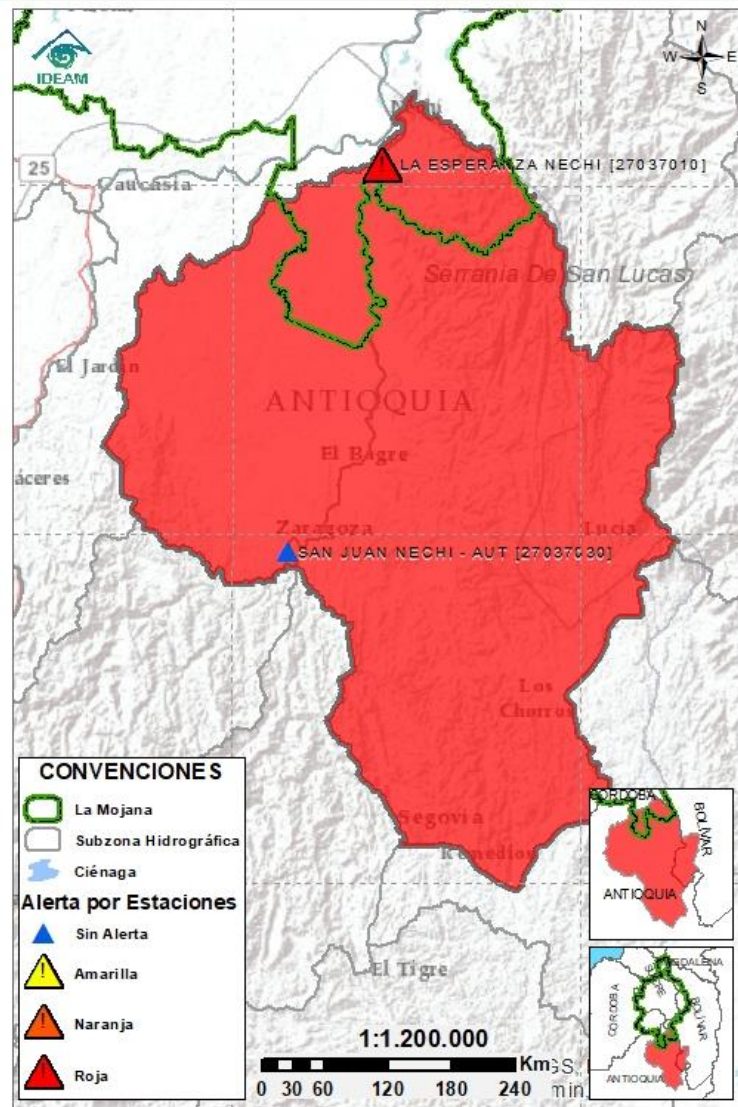 IDEAM
N
W E
S
25
Caucasia
LA ESPERANZA NECHI [27037010]
Serranía De San Lucas
El Jardín
ANTIOQUIA
El Bagre
áceres
Zaragoza
Lucia
SAN JUAN NECHI - AUT [27037030]
Los
Chorros
Segovia
Remedios
El Tigre
CONVENCIONES
La Mojana
Subzona Hidrográfica
Ciénaga
Alerta por Estaciones
Sin Alerta
Amarilla
Naranja
Roja
1:1.200.000
Km
0 30 60 120 180 240
CORDOBA
BOLÍVAR
ANTIOQUIA
CORDOBA
BOLIVAR
ANTIOQUIA